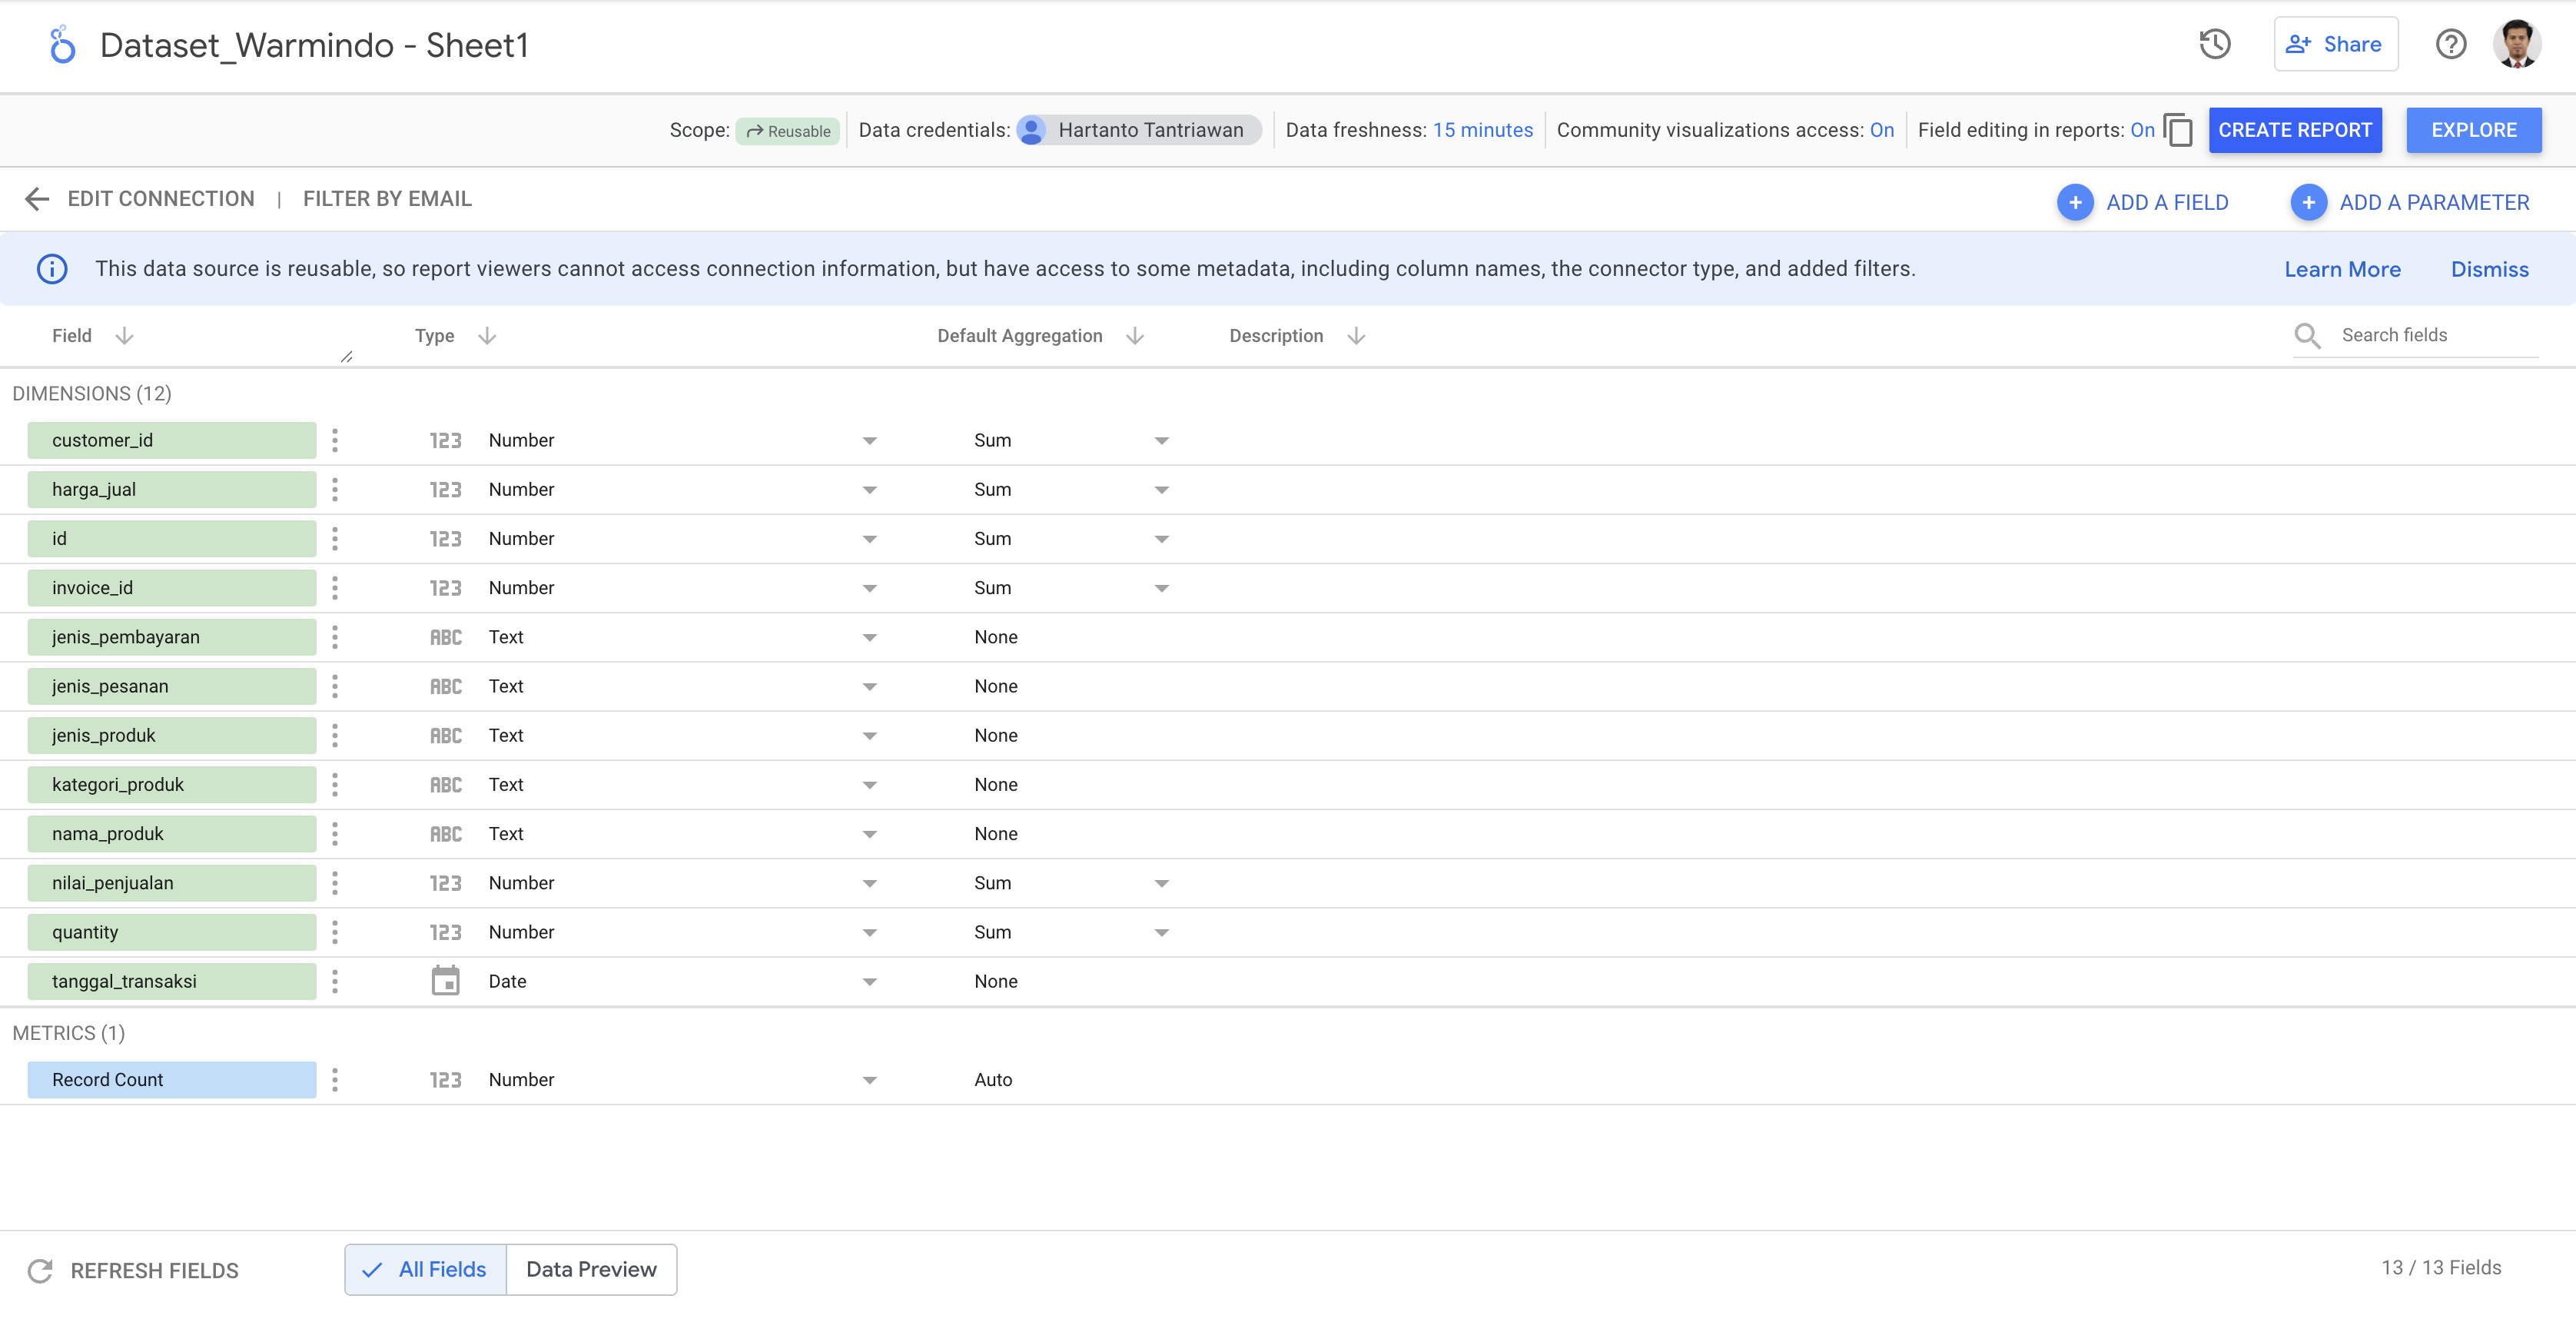 Dataset_Warmindo - Sheet1
Share
Scope: Reusable Data credentials: Hartanto Tantriawan Data freshness: 15 minutes Community visualizations access: On Field editing in reports: On CREATE REPORT EXPLORE
EDIT CONNECTION | FILTER BY EMAIL + ADD A FIELD + ADD A PARAMETER
This data source is reusable, so report viewers cannot access connection information, but have access to some metadata, including column names, the connector type, and added filters. Learn More Dismiss
Field Type Default Aggregation Description Search fields
DIMENSIONS (12)
customer_id 123 Number Sum
harga_jual 123 Number Sum
id 123 Number Sum
invoice_id 123 Number Sum
jenis_pembayaran ABC Text None
jenis_pesanan ABC Text None
jenis_produk ABC Text None
kategori_produk ABC Text None
nama_produk ABC Text None
nilai_penjualan 123 Number Sum
quantity 123 Number Sum
tanggal_transaksi Date None
METRICS (1)
Record Count 123 Number Auto
REFRESH FIELDS All Fields Data Preview 13 / 13 Fields